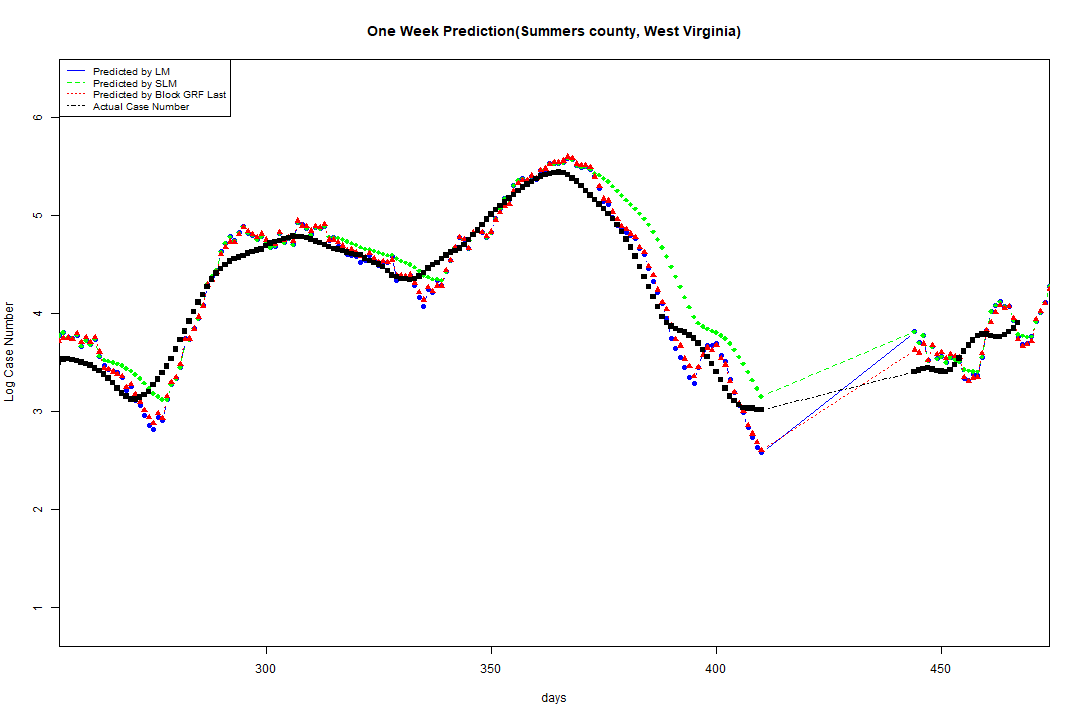 One Week Prediction(Summers county, West Virginia)
Predicted by LM
Predicted by SLM
Predicted by Block GRF Last
Actual Case Number
6
5
4
3
2
1
Log Case Number
300 350 400 450
days